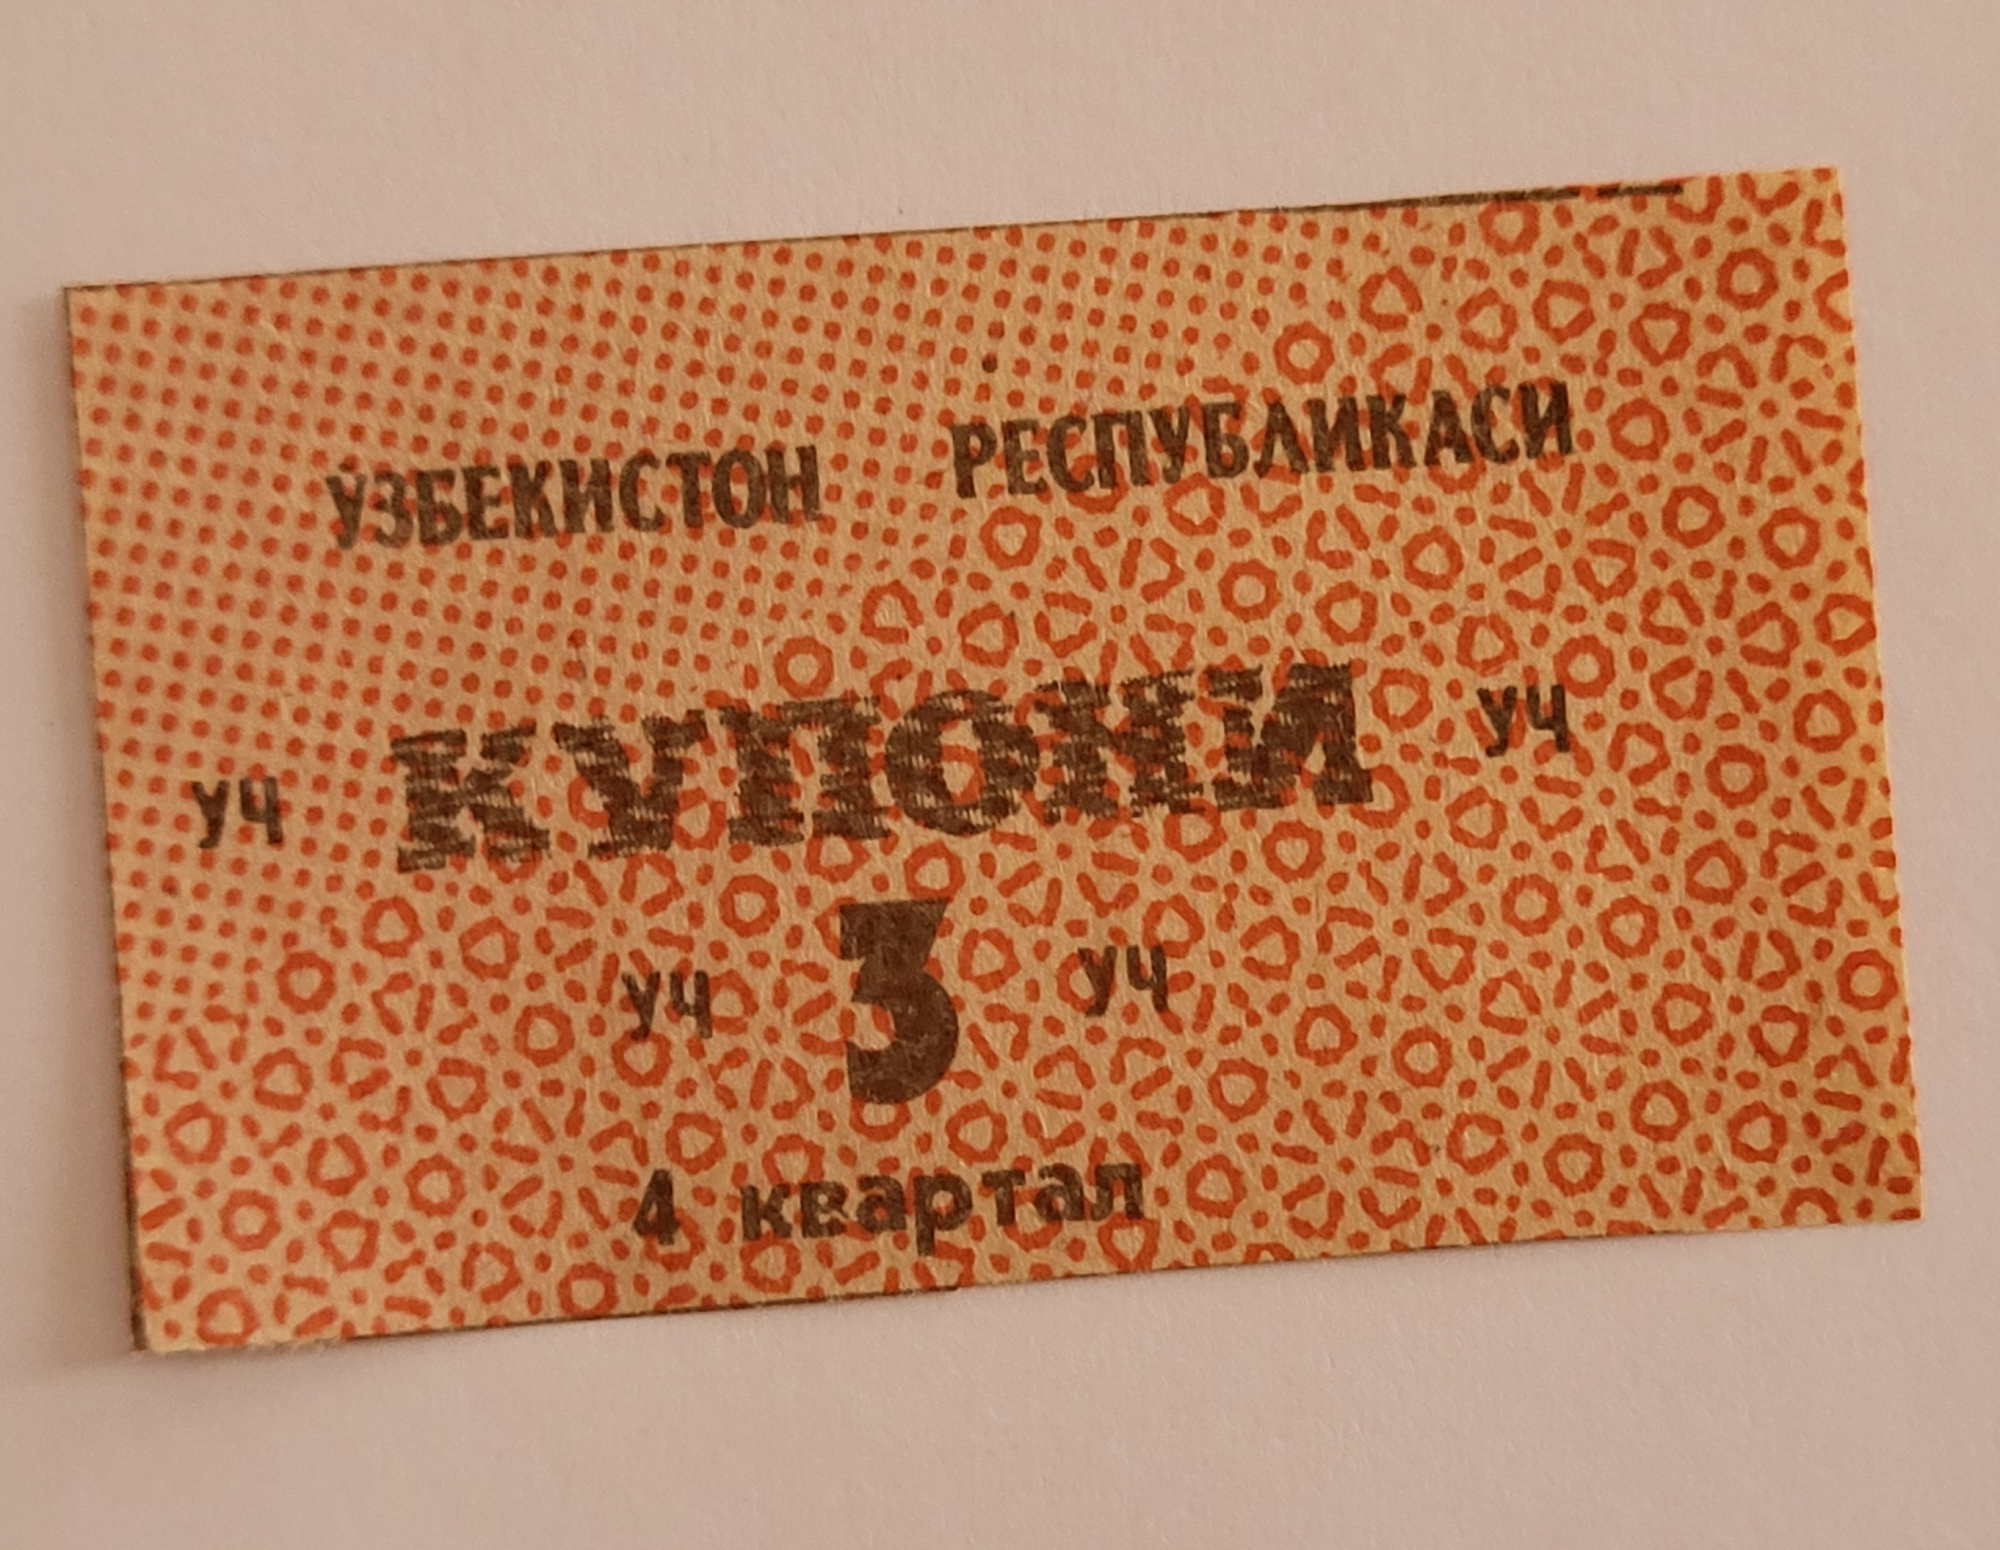 ЎЗБЕКИСТОН РЕСПУБЛИКАСИ
уч КУПОНИ уч
уч 3 уч
4 квартал